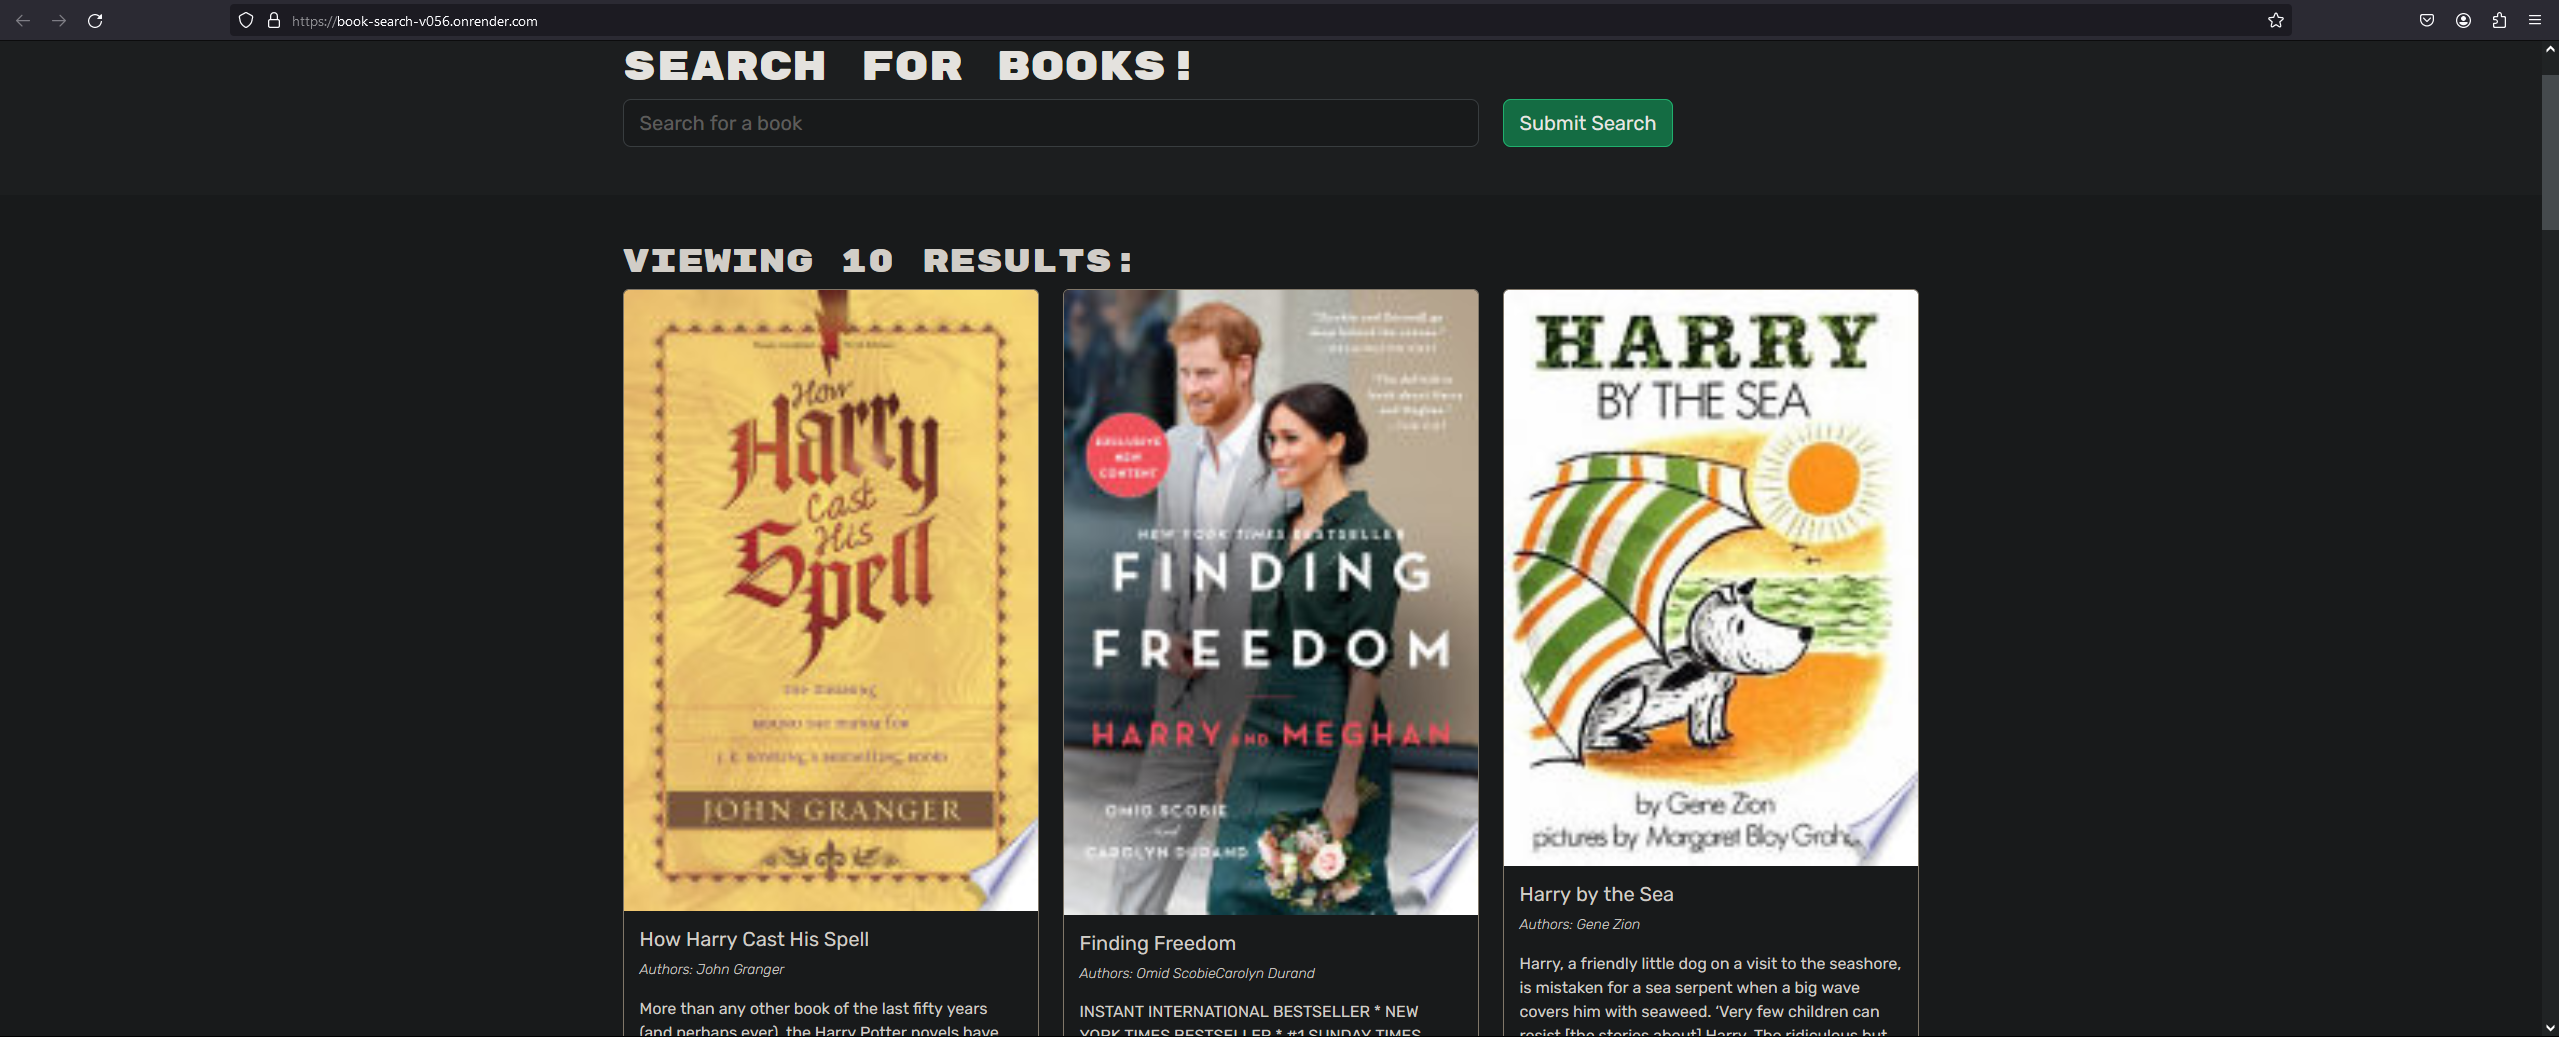 https://book-search-v056.onrender.com
SEARCH FOR BOOKS!
Search for a book
Submit Search
VIEWING 10 RESULTS:
How
Harry
Cast
His
Spell
JOHN GRANGER
How Harry Cast His Spell
Authors: John Granger
More than any other book of the last fifty years
(and perhaps ever), the Harry Potter novels have
EXCLUSIVE
NEW
CONTENT
NEW YORK TIMES BESTSELLER
FINDING
FREEDOM
HARRY AND MEGHAN
OMID SCOBIE
and
CAROLYN DURAND
Finding Freedom
Authors: Omid ScobieCarolyn Durand
INSTANT INTERNATIONAL BESTSELLER * NEW
YORK TIMES BESTSELLER * #1 SUNDAY TIMES
HARRY
BY THE SEA
by Gene Zion
pictures by Margaret Bloy Grah
Harry by the Sea
Authors: Gene Zion
Harry, a friendly little dog on a visit to the seashore,
is mistaken for a sea serpent when a big wave
covers him with seaweed. ‘Very few children can
resist [the stories about] Harry. The ridiculous but